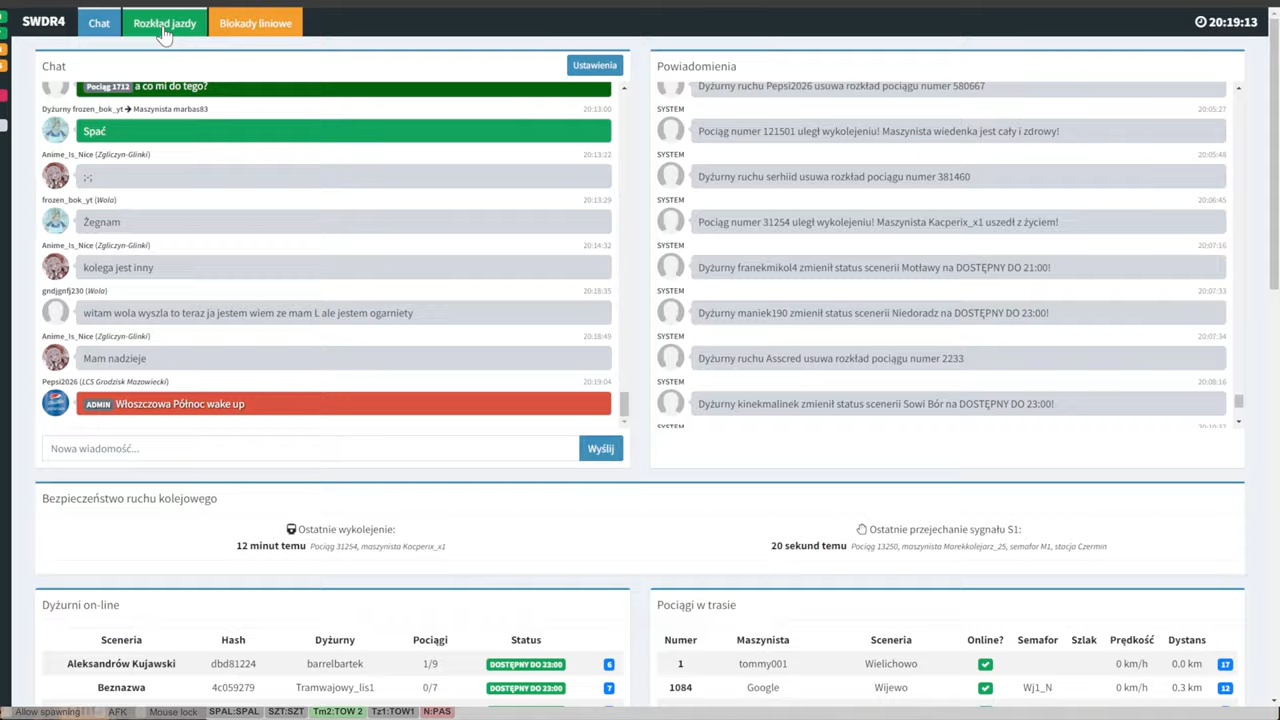 SWDR4 Chat Rozkład jazdy Blokady liniowe 20:19:13
Chat Ustawienia
Pociąg 1712 a co mi do tego?
Dyżurny frozen_bok_yt → Maszynista marbas83 20:13:00
Spać
Anime_Is_Nice (Zgliczyn-Glinki) 20:13:22
;-;
frozen_bok_yt (Wola) 20:13:29
Żegnam
Anime_Is_Nice (Zgliczyn-Glinki) 20:14:32
kolega jest inny
gndjgnfj230 (Wola) 20:18:35
witam wola wyszla to teraz ja jestem wiem ze mam L ale jestem ogarniety
Anime_Is_Nice (Zgliczyn-Glinki) 20:18:49
Mam nadzieje
Pepsi2026 (LCS Grodzisk Mazowiecki) 20:19:04
ADMIN Włoszczowa Północ wake up
Nowa wiadomość... Wyślij
Powiadomienia
Dyżurny ruchu Pepsi2026 usuwa rozkład pociągu numer 580667
SYSTEM 20:05:27
Pociąg numer 121501 uległ wykolejeniu! Maszynista wiedenka jest cały i zdrowy!
SYSTEM 20:05:48
Dyżurny ruchu serhiid usuwa rozkład pociągu numer 381460
SYSTEM 20:06:45
Pociąg numer 31254 uległ wykolejeniu! Maszynista Kacperix_x1 uszedł z życiem!
SYSTEM 20:07:16
Dyżurny franekmikol4 zmienił status scenerii Motławy na DOSTĘPNY DO 21:00!
SYSTEM 20:07:33
Dyżurny maniek190 zmienił status scenerii Niedoradz na DOSTĘPNY DO 23:00!
SYSTEM 20:07:34
Dyżurny ruchu Asscred usuwa rozkład pociągu numer 2233
SYSTEM 20:08:16
Dyżurny kinekmalinek zmienił status scenerii Sowi Bór na DOSTĘPNY DO 23:00!
SYSTEM
Bezpieczeństwo ruchu kolejowego
Ostatnie wykolejenie:
12 minut temu Pociąg 31254, maszynista Kacperix_x1
Ostatnie przejechanie sygnału S1:
20 sekund temu Pociąg 13250, maszynista Marekkolejarz_25, semafor M1, stacja Czermin
Dyżurni on-line
Sceneria Hash Dyżurny Pociągi Status
Aleksandrów Kujawski dbd81224 barrelbartek 1/9 DOSTĘPNY DO 23:00 6
Beznazwa 4c059279 Tramwajowy_lis1 0/7 DOSTĘPNY DO 23:00 7
Pociągi w trasie
Numer Maszynista Sceneria Online? Semafor Szlak Prędkość Dystans
1 tommy001 Wielichowo 0 km/h 0.0 km 17
1084 Google Wijewo Wj1_N 0 km/h 0.3 km 12
Allow spawning AFK Mouse lock SPAL:SPAL SZT:SZT Tm2:TOW 2 Tz1:TOW1 N:PAS